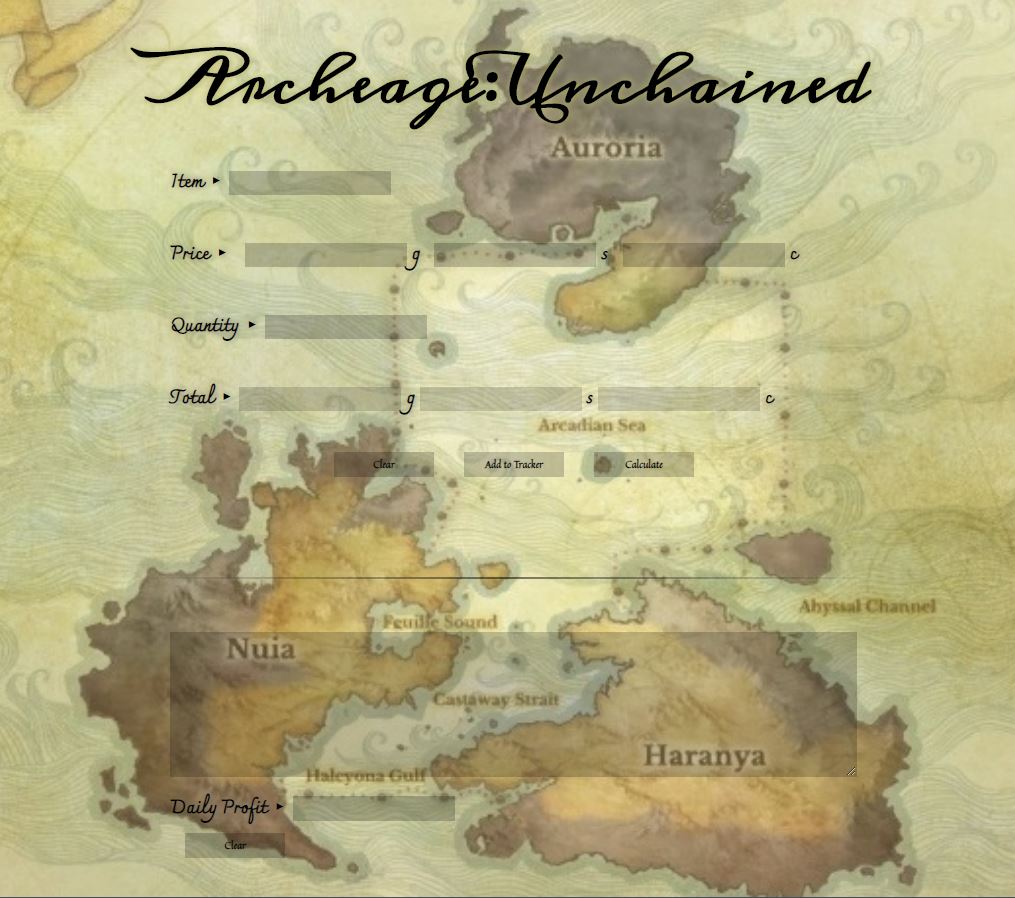 Archeage:Unchained
Auroria
Item ▸
Price ▸ g s c
Quantity ▸
Total ▸ g s c
Arcadian Sea
Clear Add to Tracker Calculate
Abyssal Channel
Feuille Sound
Nuia
Castaway Strait
Haranya
Halcyona Gulf
Daily Profit ▸
Clear